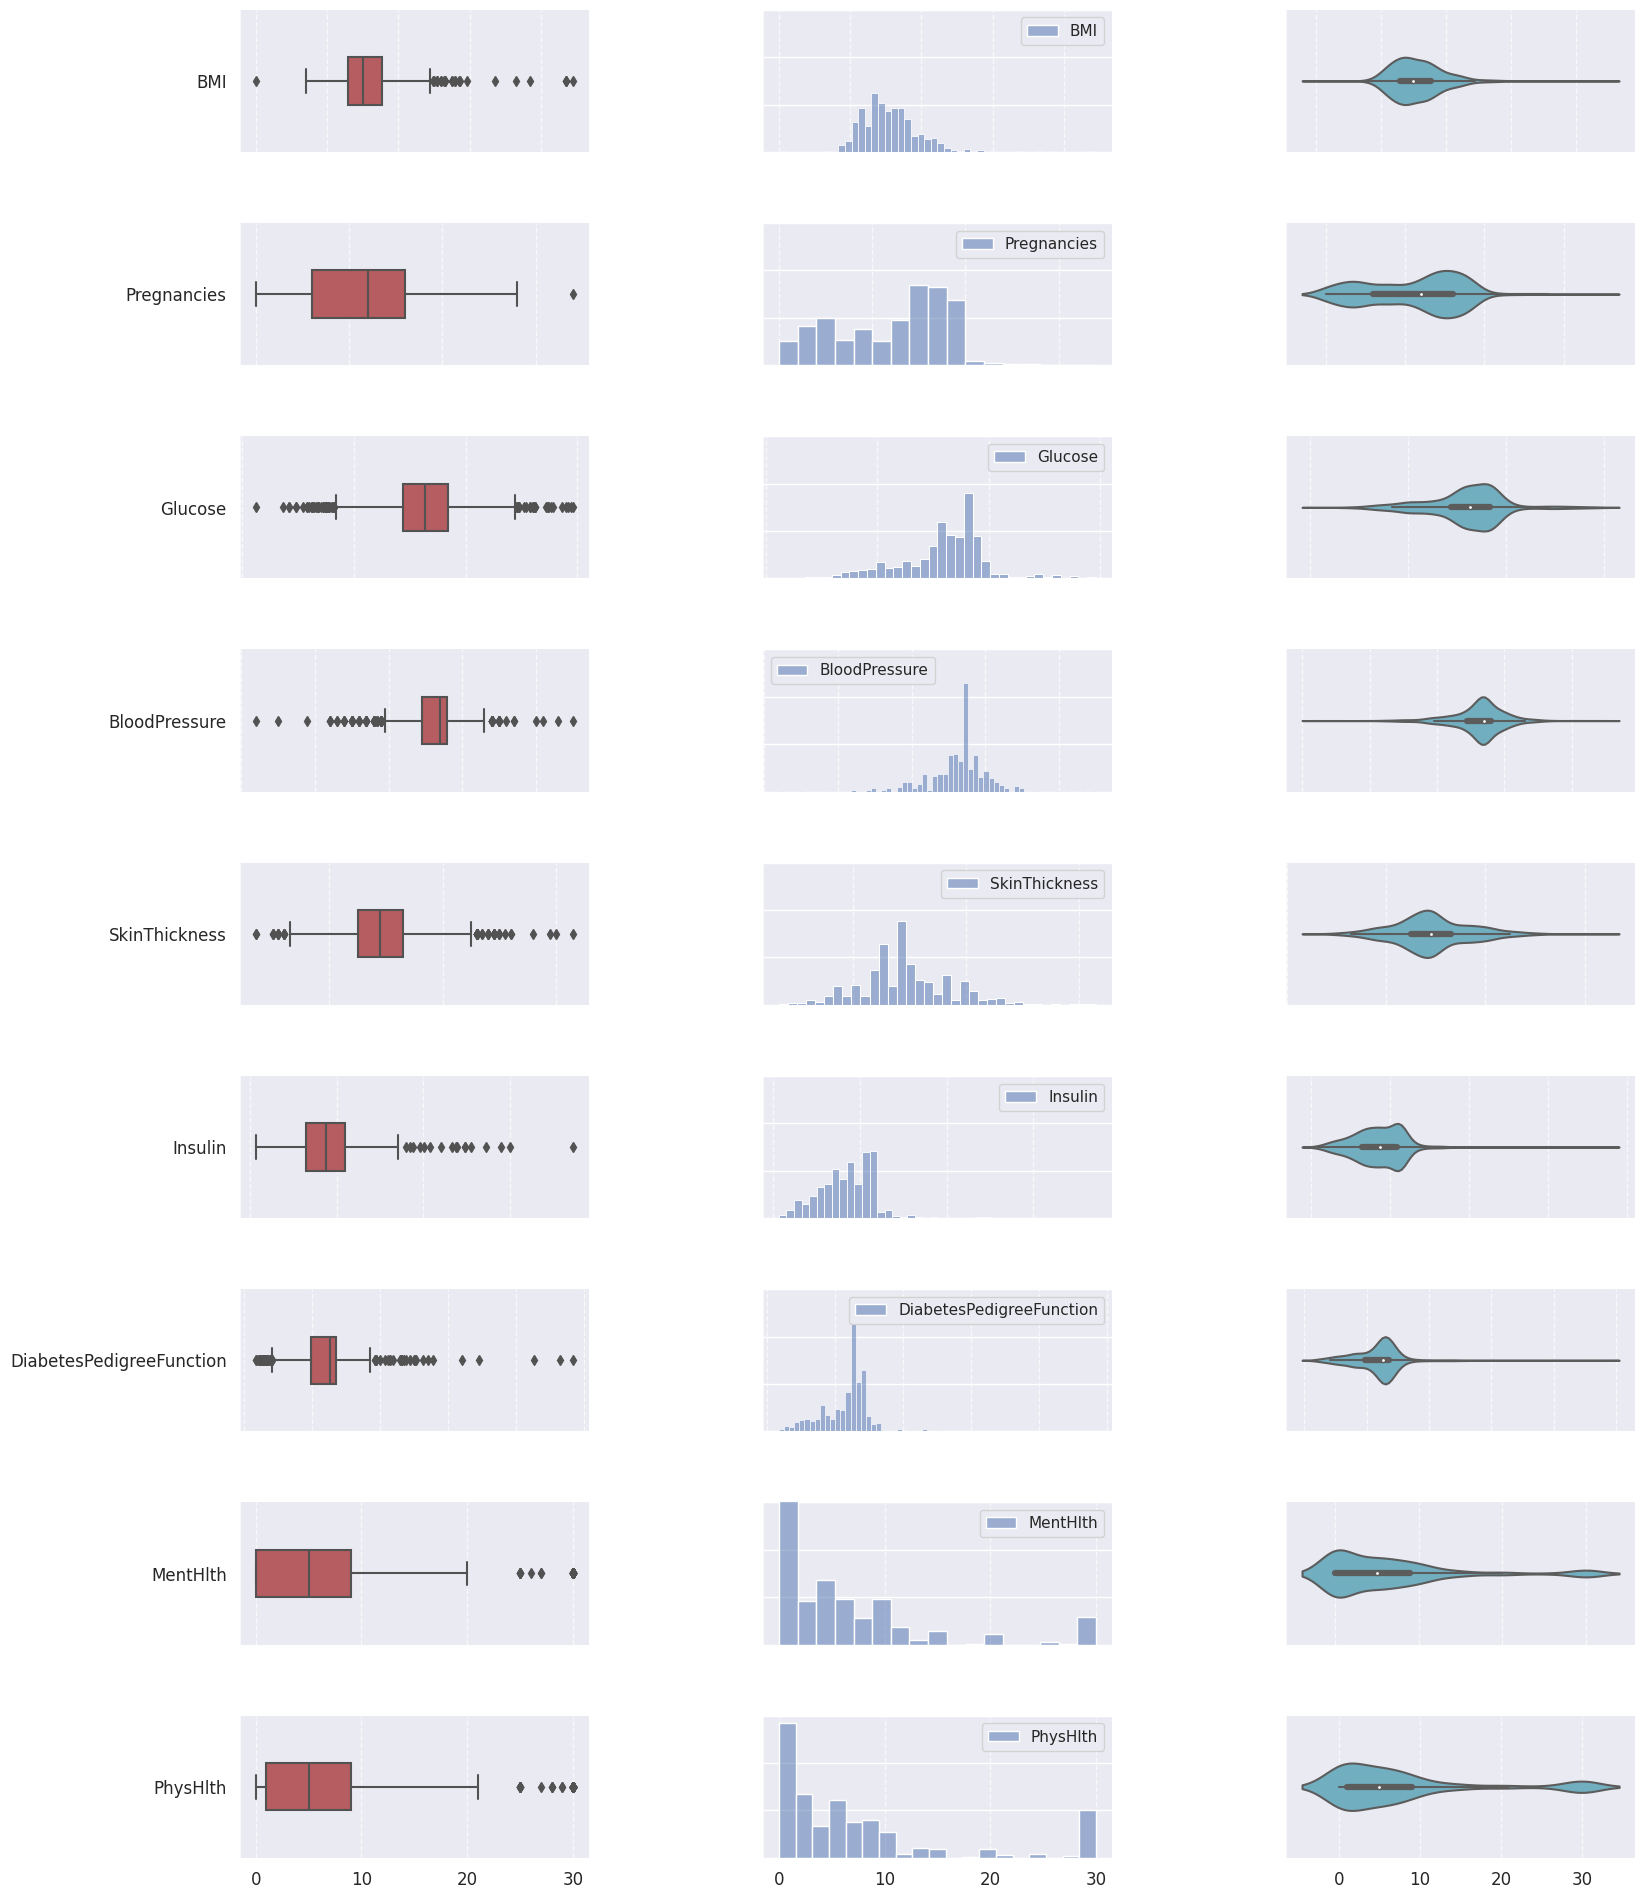 BMI
BMI
Pregnancies
Pregnancies
Glucose
Glucose
BloodPressure
BloodPressure
SkinThickness
SkinThickness
Insulin
Insulin
DiabetesPedigreeFunction
DiabetesPedigreeFunction
MentHlth
MentHlth
PhysHlth
PhysHlth
0 10 20 30 0 10 20 30 0 10 20 30